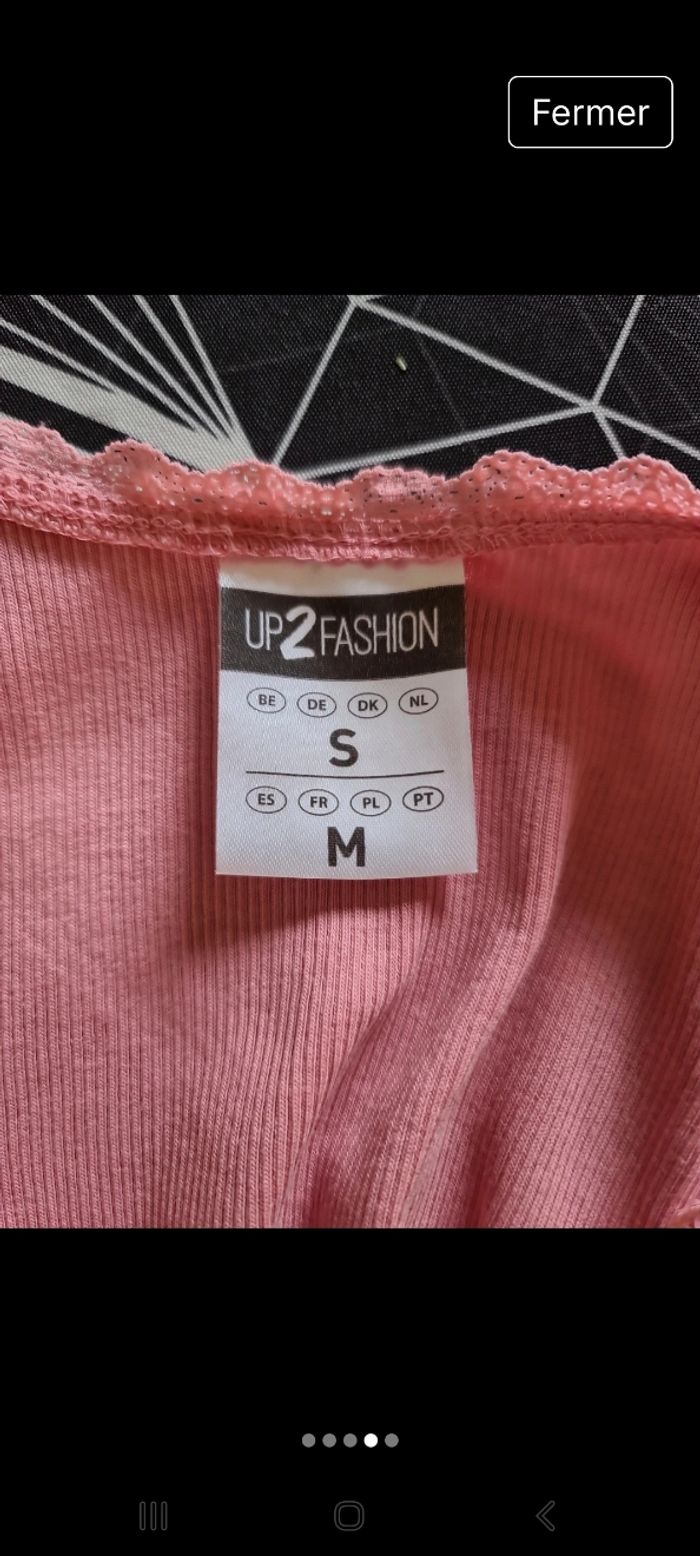 Fermer
UP2FASHION
BE DE DK NL
S
ES FR PL PT
M